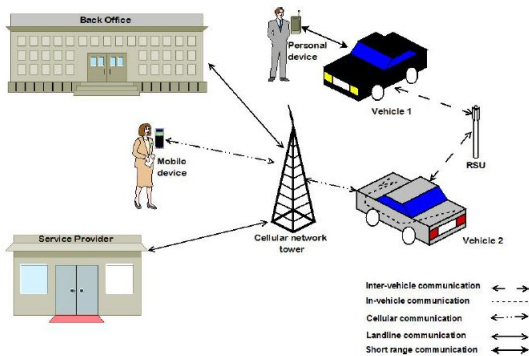 Back Office
Personal
device
Vehicle 1
RSU
Mobile
device
Vehicle 2
Cellular network
tower
Service Provider
Inter-vehicle communication
In-vehicle communication
Cellular communication
Landline communication
Short range communication